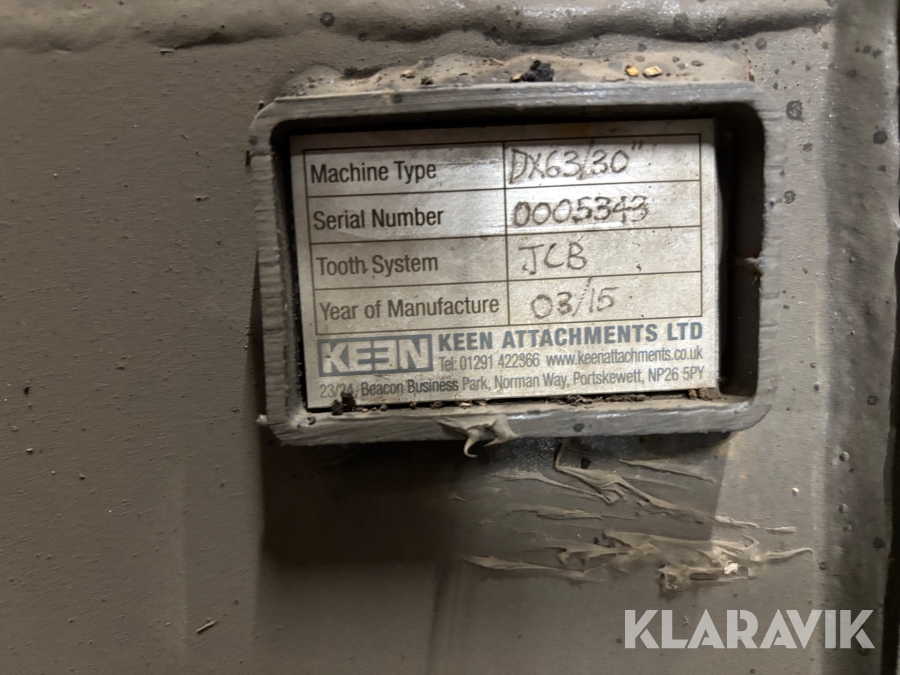 Machine Type DX63/30"
Serial Number 0005343
Tooth System JCB
Year of Manufacture 03/15
KEEN KEEN ATTACHMENTS LTD
Tel: 01291 422366 www.keenattachments.co.uk
23/24 Beacon Business Park, Norman Way, Portskewett, NP26 5PY
KLARAVIK